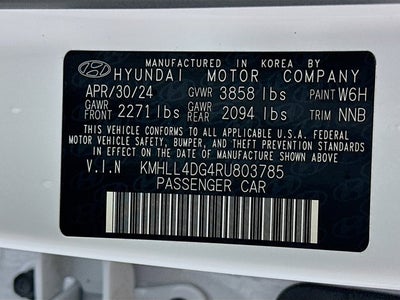 MANUFACTURED IN KOREA BY
HYUNDAI MOTOR COMPANY
APR/30/24 GVWR 3858 lbs PAINT W6H
GAWR FRONT 2271 lbs GAWR REAR 2094 lbs TRIM NNB
THIS VEHICLE CONFORMS TO ALL APPLICABLE U.S.A. FEDERAL
MOTOR VEHICLE SAFETY, BUMPER, AND THEFT PREVENTION
STANDARDS IN EFFECT ON THE DATE OF MANUFACTURE SHOWN ABOVE.
V.I.N KMHLL4DG4RU803785
PASSENGER CAR